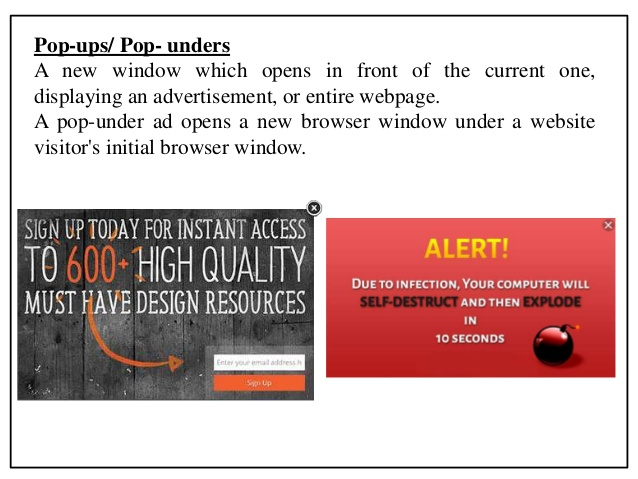 Pop-ups/ Pop- unders
A new window which opens in front of the current one,
displaying an advertisement, or entire webpage.
A pop-under ad opens a new browser window under a website
visitor's initial browser window.
SIGN UP TODAY FOR INSTANT ACCESS
TO 600+ HIGH QUALITY
MUST HAVE DESIGN RESOURCES
Enter your email address h
Sign Up
ALERT!
DUE TO INFECTION, YOUR COMPUTER WILL
SELF-DESTRUCT AND THEN EXPLODE
IN
10 SECONDS